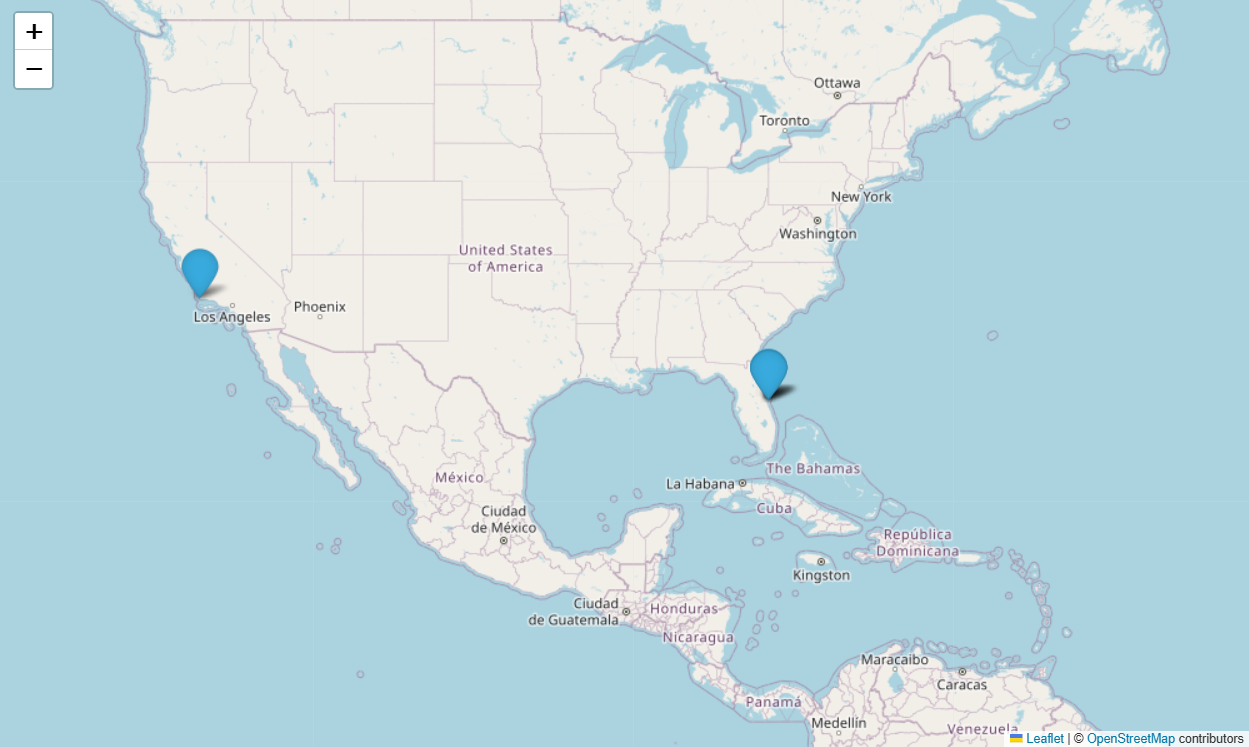 +
−
Ottawa
Toronto
New York
Washington
United States
of America
Phoenix
Los Angeles
The Bahamas
México
La Habana
Cuba
Ciudad
de México
República
Dominicana
Kingston
Ciudad
de Guatemala
Honduras
Nicaragua
Maracaibo
Caracas
Panamá
Medellín
Venezuela
Leaflet | © OpenStreetMap contributors